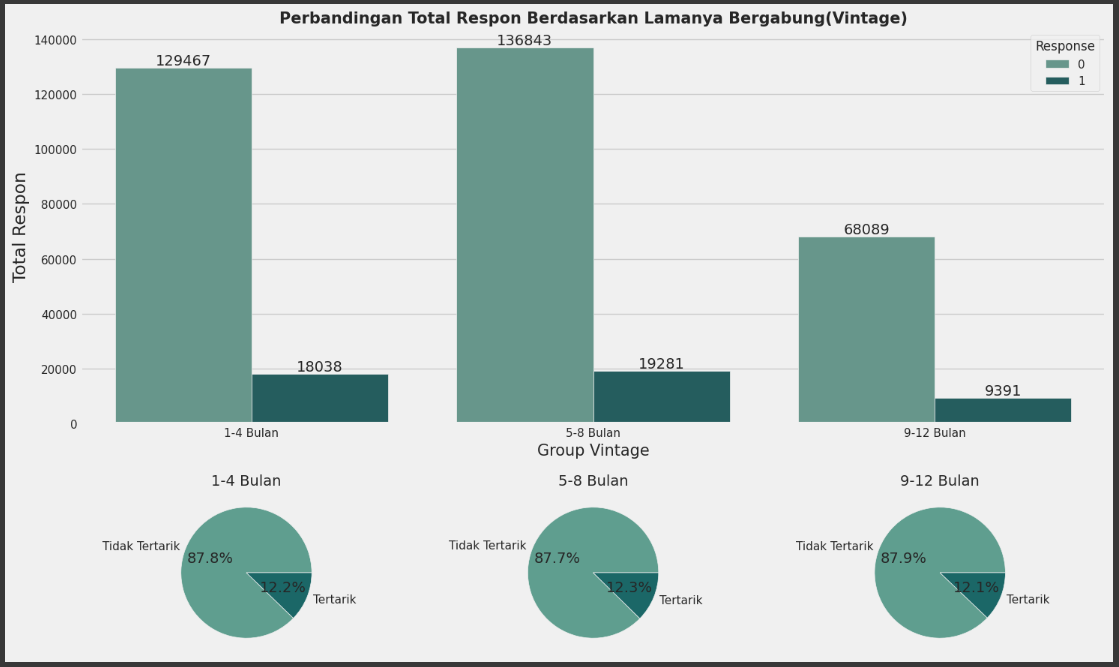 Perbandingan Total Respon Berdasarkan Lamanya Bergabung(Vintage)
Response
0
1
Total Respon
140000
120000
100000
80000
60000
40000
20000
0
129467
18038
136843
19281
68089
9391
1-4 Bulan
5-8 Bulan
9-12 Bulan
Group Vintage
1-4 Bulan
Tidak Tertarik
87.8%
12.2%
Tertarik
5-8 Bulan
Tidak Tertarik
87.7%
12.3%
Tertarik
9-12 Bulan
Tidak Tertarik
87.9%
12.1%
Tertarik